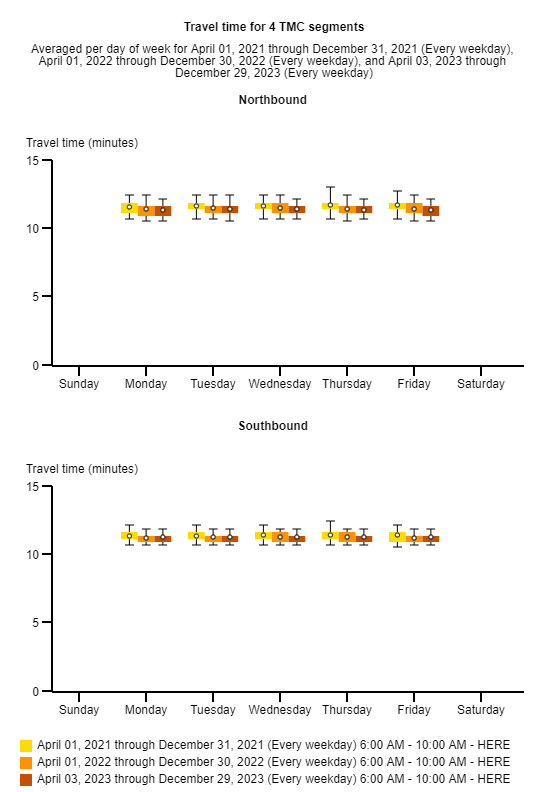 Travel time for 4 TMC segments
Averaged per day of week for April 01, 2021 through December 31, 2021 (Every weekday),
April 01, 2022 through December 30, 2022 (Every weekday), and April 03, 2023 through
December 29, 2023 (Every weekday)
Northbound
Travel time (minutes)
15
10
5
0
Sunday Monday Tuesday Wednesday Thursday Friday Saturday
Southbound
Travel time (minutes)
15
10
5
0
Sunday Monday Tuesday Wednesday Thursday Friday Saturday
April 01, 2021 through December 31, 2021 (Every weekday) 6:00 AM - 10:00 AM - HERE
April 01, 2022 through December 30, 2022 (Every weekday) 6:00 AM - 10:00 AM - HERE
April 03, 2023 through December 29, 2023 (Every weekday) 6:00 AM - 10:00 AM - HERE